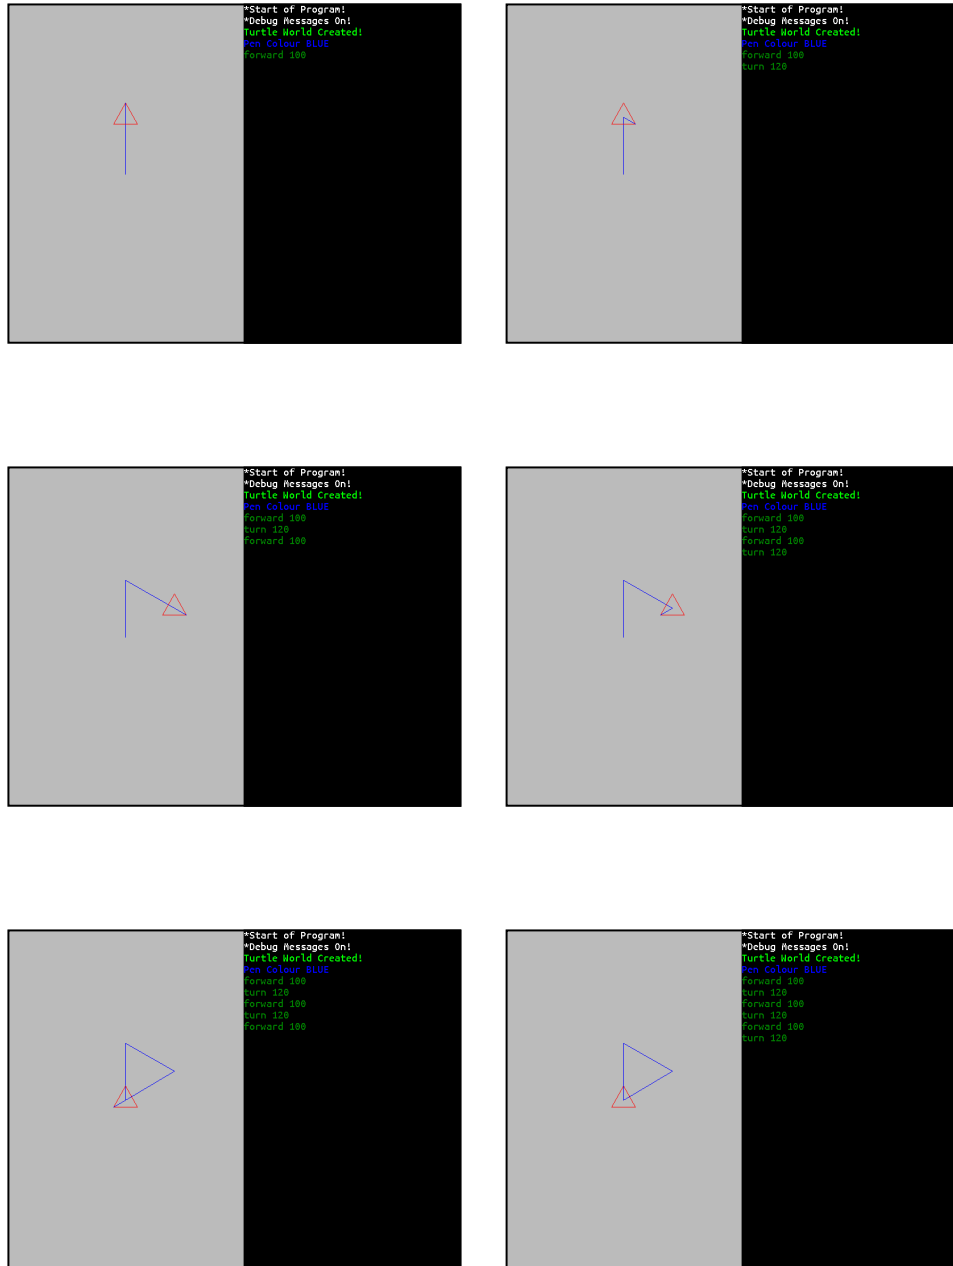 *Start of Program!
*Debug Messages On!
Turtle World Created!
Pen Colour BLUE
forward 100
*Start of Program!
*Debug Messages On!
Turtle World Created!
Pen Colour BLUE
forward 100
turn 120
*Start of Program!
*Debug Messages On!
Turtle World Created!
Pen Colour BLUE
forward 100
turn 120
forward 100
*Start of Program!
*Debug Messages On!
Turtle World Created!
Pen Colour BLUE
forward 100
turn 120
forward 100
turn 120
*Start of Program!
*Debug Messages On!
Turtle World Created!
Pen Colour BLUE
forward 100
turn 120
forward 100
turn 120
forward 100
*Start of Program!
*Debug Messages On!
Turtle World Created!
Pen Colour BLUE
forward 100
turn 120
forward 100
turn 120
forward 100
turn 120